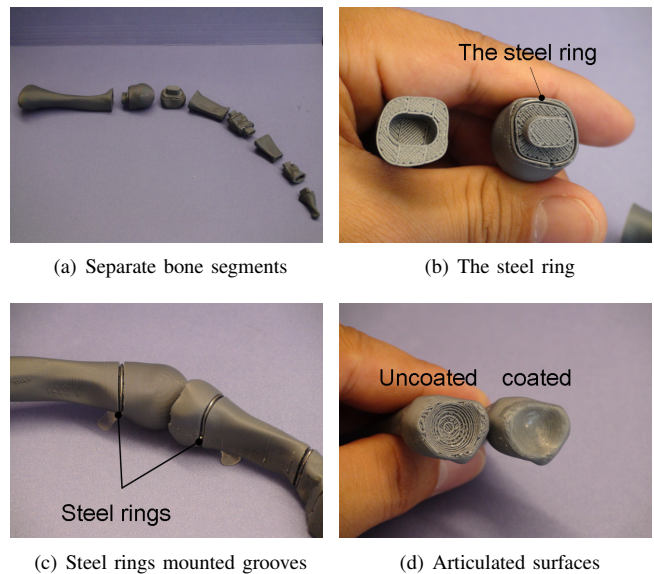 The steel ring
(a) Separate bone segments
(b) The steel ring
Steel rings
Uncoated coated
(c) Steel rings mounted grooves
(d) Articulated surfaces